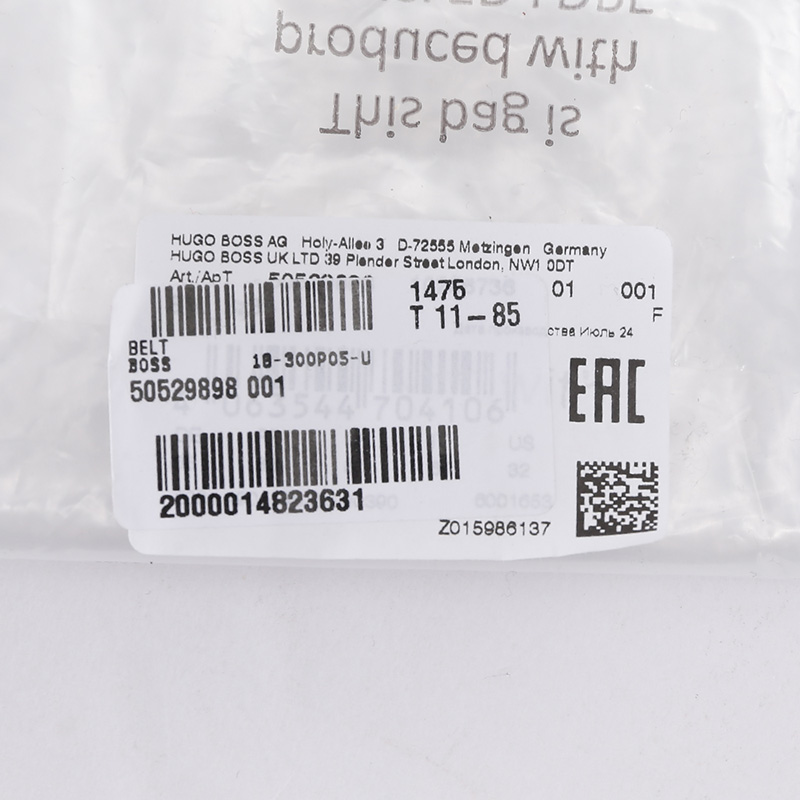 produced with
This bag is
HUGO BOSS AG Holy-Allee 3 D-72555 Metzingen Germany
HUGO BOSS UK LTD 39 Plender Street London, NW1 0DT
Art./Арт.
1475 01 001
T 11-85 F
ства Июль 24
BELT
BOSS 18-300P05-U
50529898 001
4 063544 704106
EAC
US
32
2000014823631
Z015986137